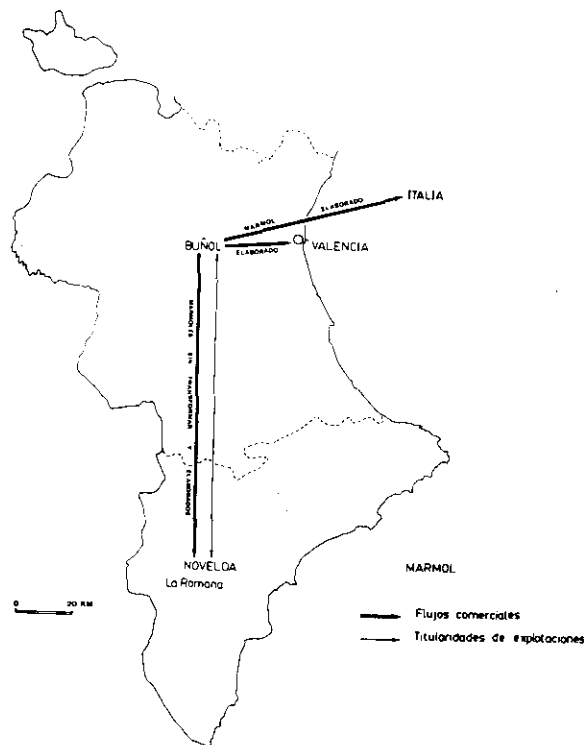 ITALIA
MARMOL ELABORADO
BUÑOL
VALENCIA
ELABORADO
MARMOLES SIN TRANSFORMAR Y ELABORADOS
NOVELDA
La Romana
MARMOL
0 20 KM
Flujos comerciales
Titularidades de explotaciones